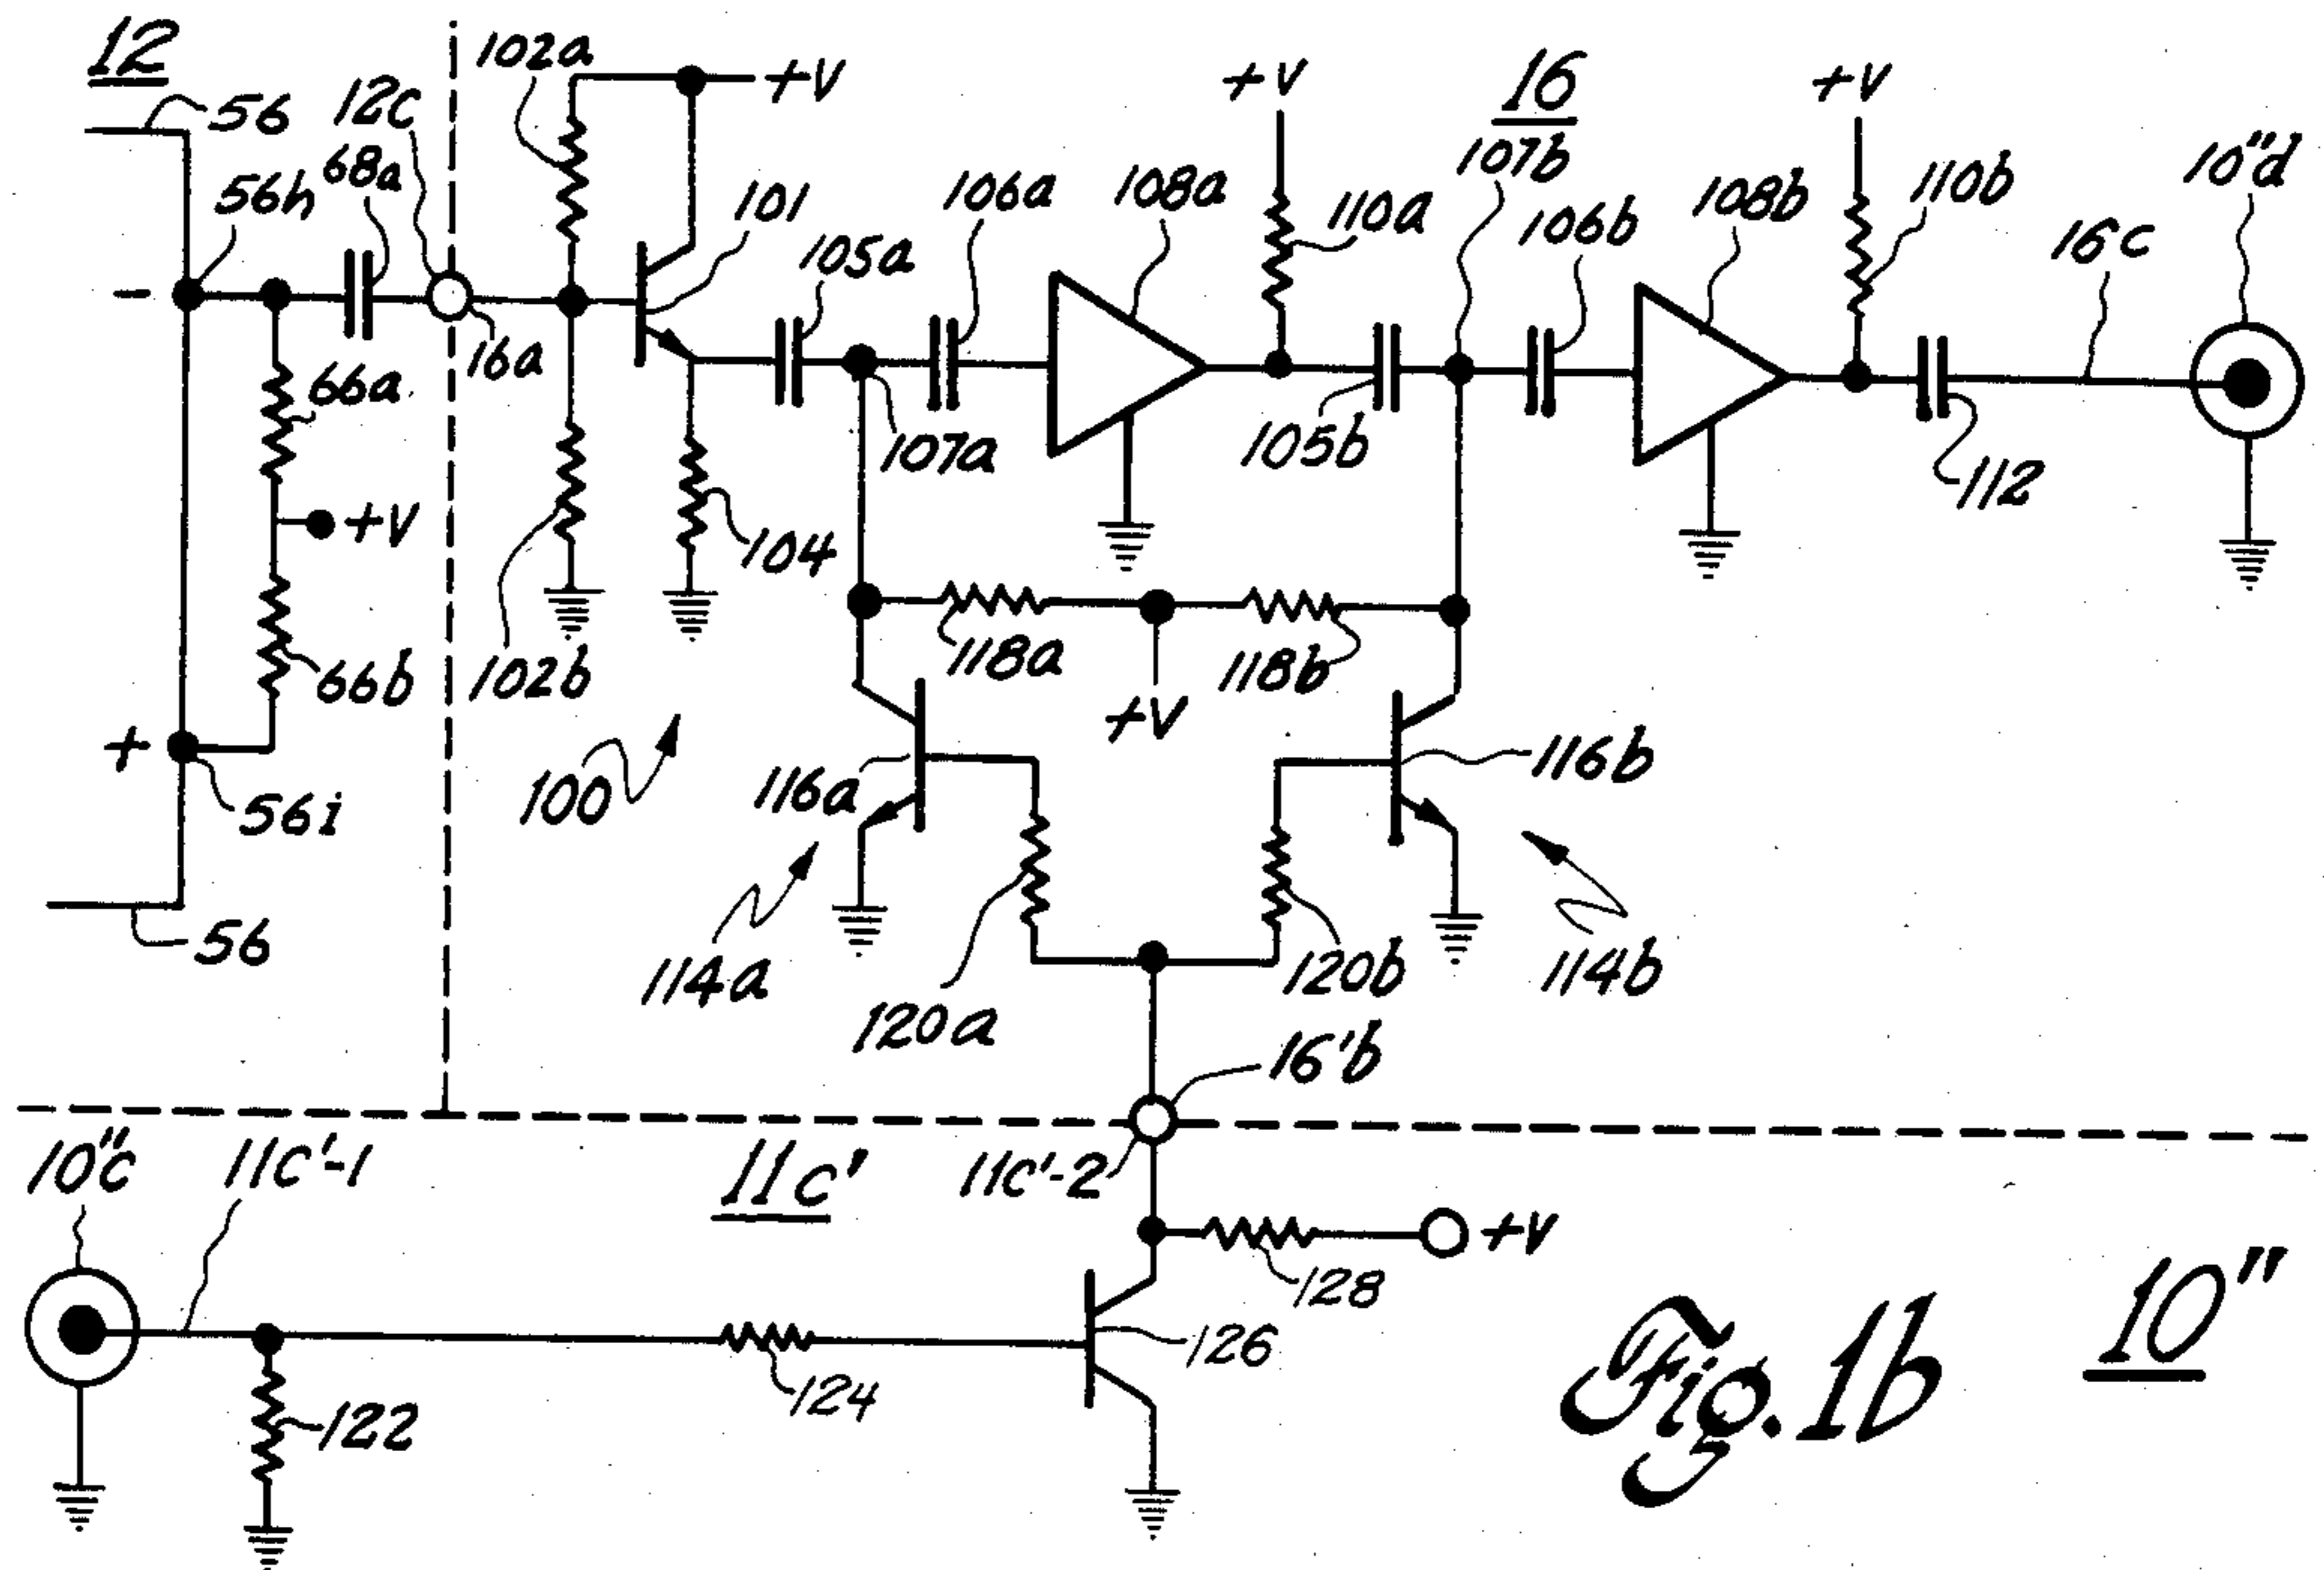 12
102a
+V
56
12c
68a
56h
101
105a
106a
108a
+V
110a
16
107b
106b
108b
+V
110b
16c
10"d
-
16a
66a
107a
105b
112
+V
104
66b
102b
118a
118b
+V
+
56i
100
116a
116b
56
114a
120a
120b
114b
16'b
10"c
11c'-1
11c'
11c'-2
+V
128
126
124
122
Fig. 1b
10"